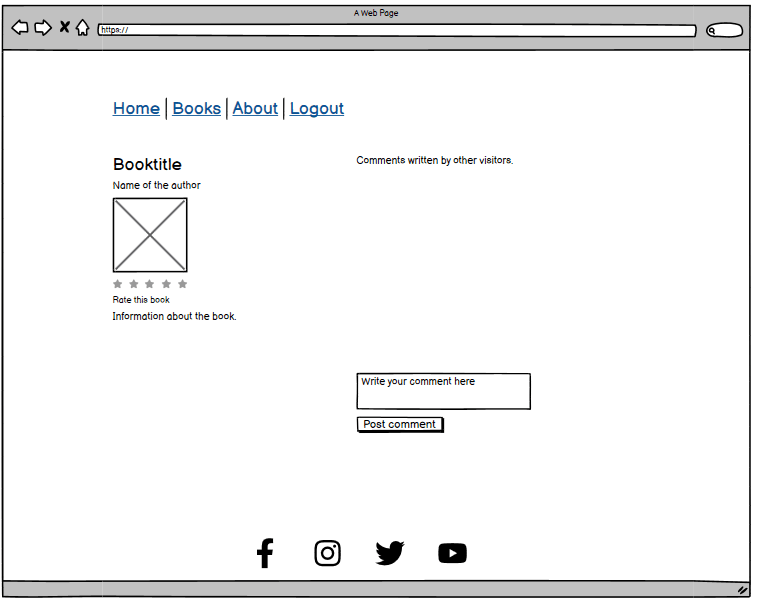 A Web Page
https://
Home | Books | About | Logout
Booktitle
Name of the author
Rate this book
Information about the book.
Comments written by other visitors.
Write your comment here
Post comment